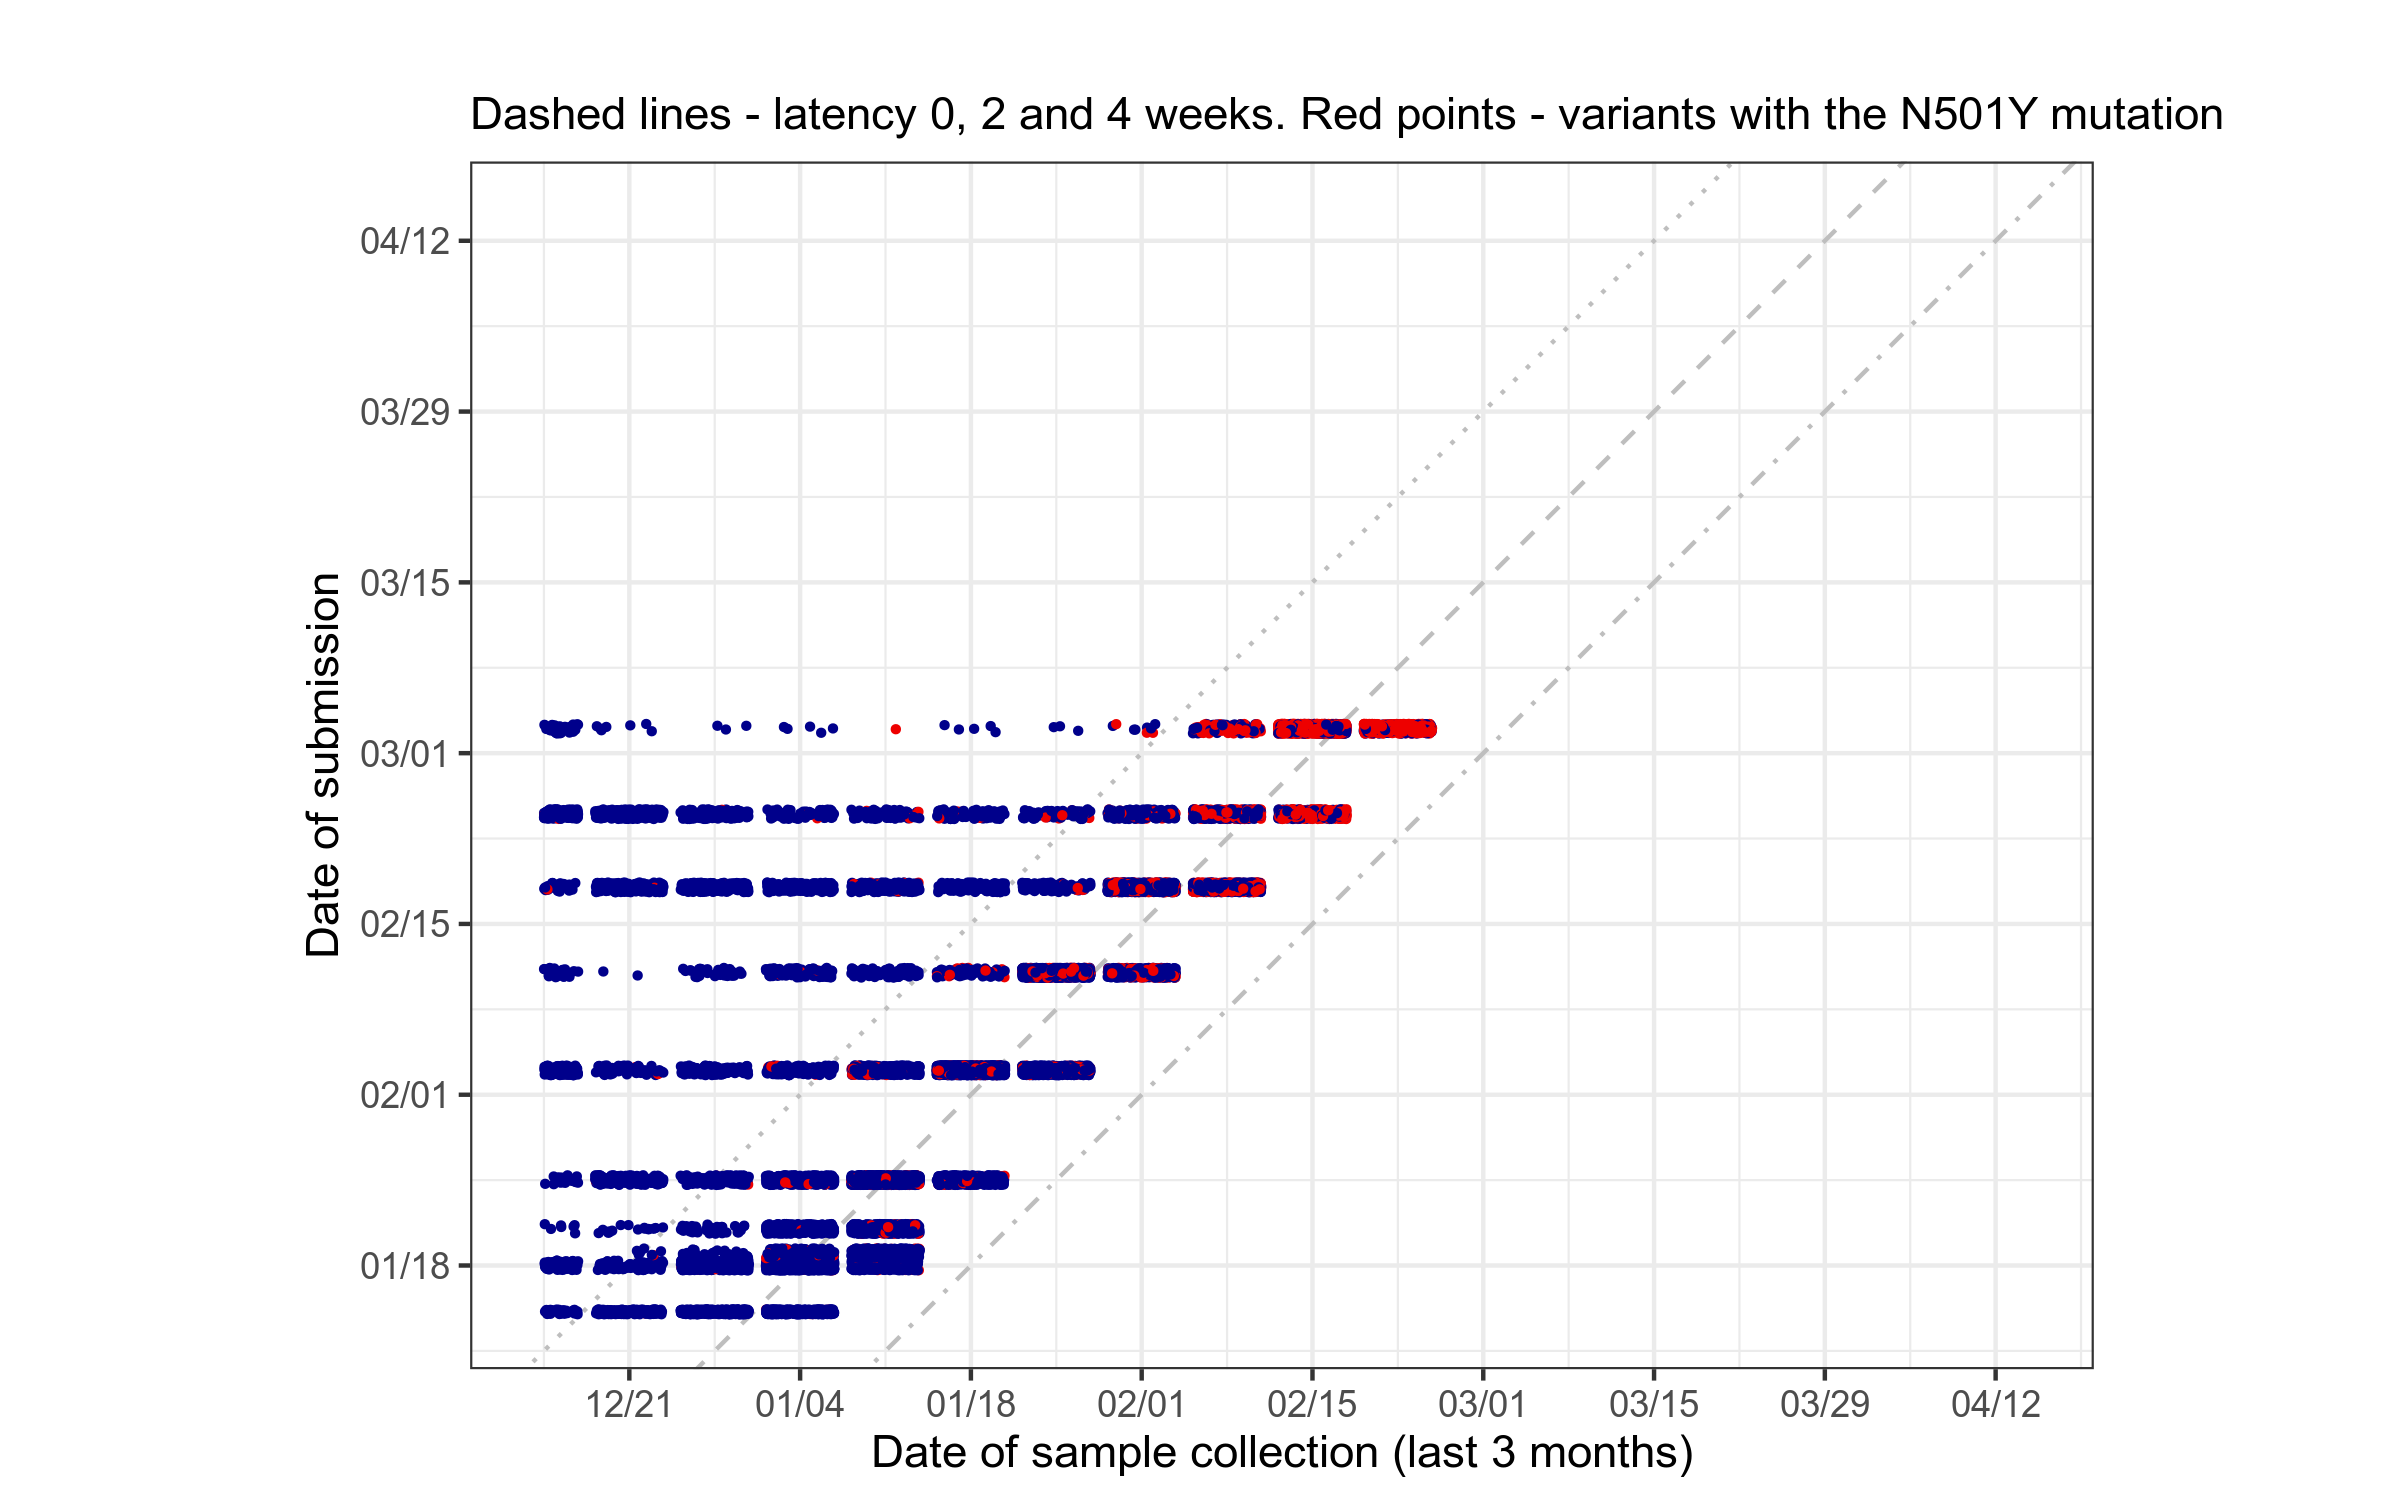 Dashed lines - latency 0, 2 and 4 weeks. Red points - variants with the N501Y mutation
Date of submission
04/12
03/29
03/15
03/01
02/15
02/01
01/18
12/21 01/04 01/18 02/01 02/15 03/01 03/15 03/29 04/12
Date of sample collection (last 3 months)